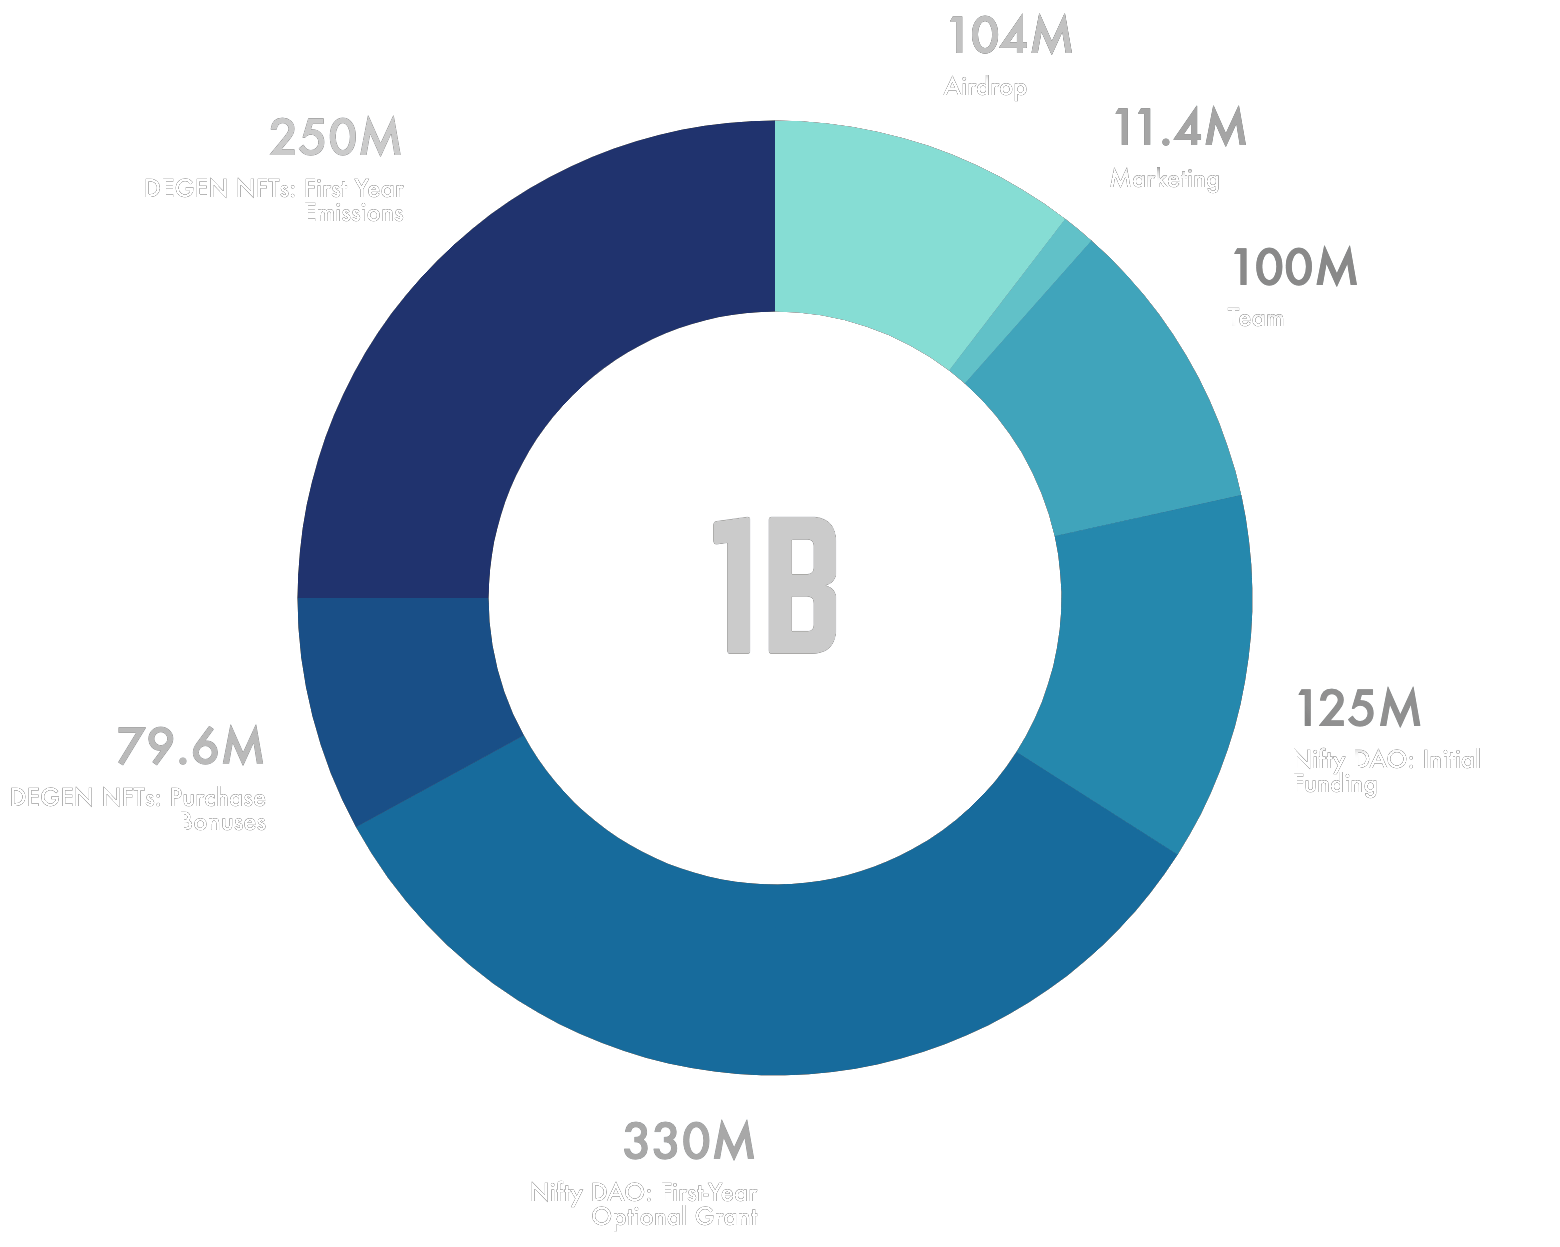 104M
Airdrop
11.4M
Marketing
250M
DEGEN NFTs: First Year
Emissions
100M
Team
1B
125M
Nifty DAO: Initial
Funding
79.6M
DEGEN NFTs: Purchase
Bonuses
330M
Nifty DAO: First-Year
Optional Grant